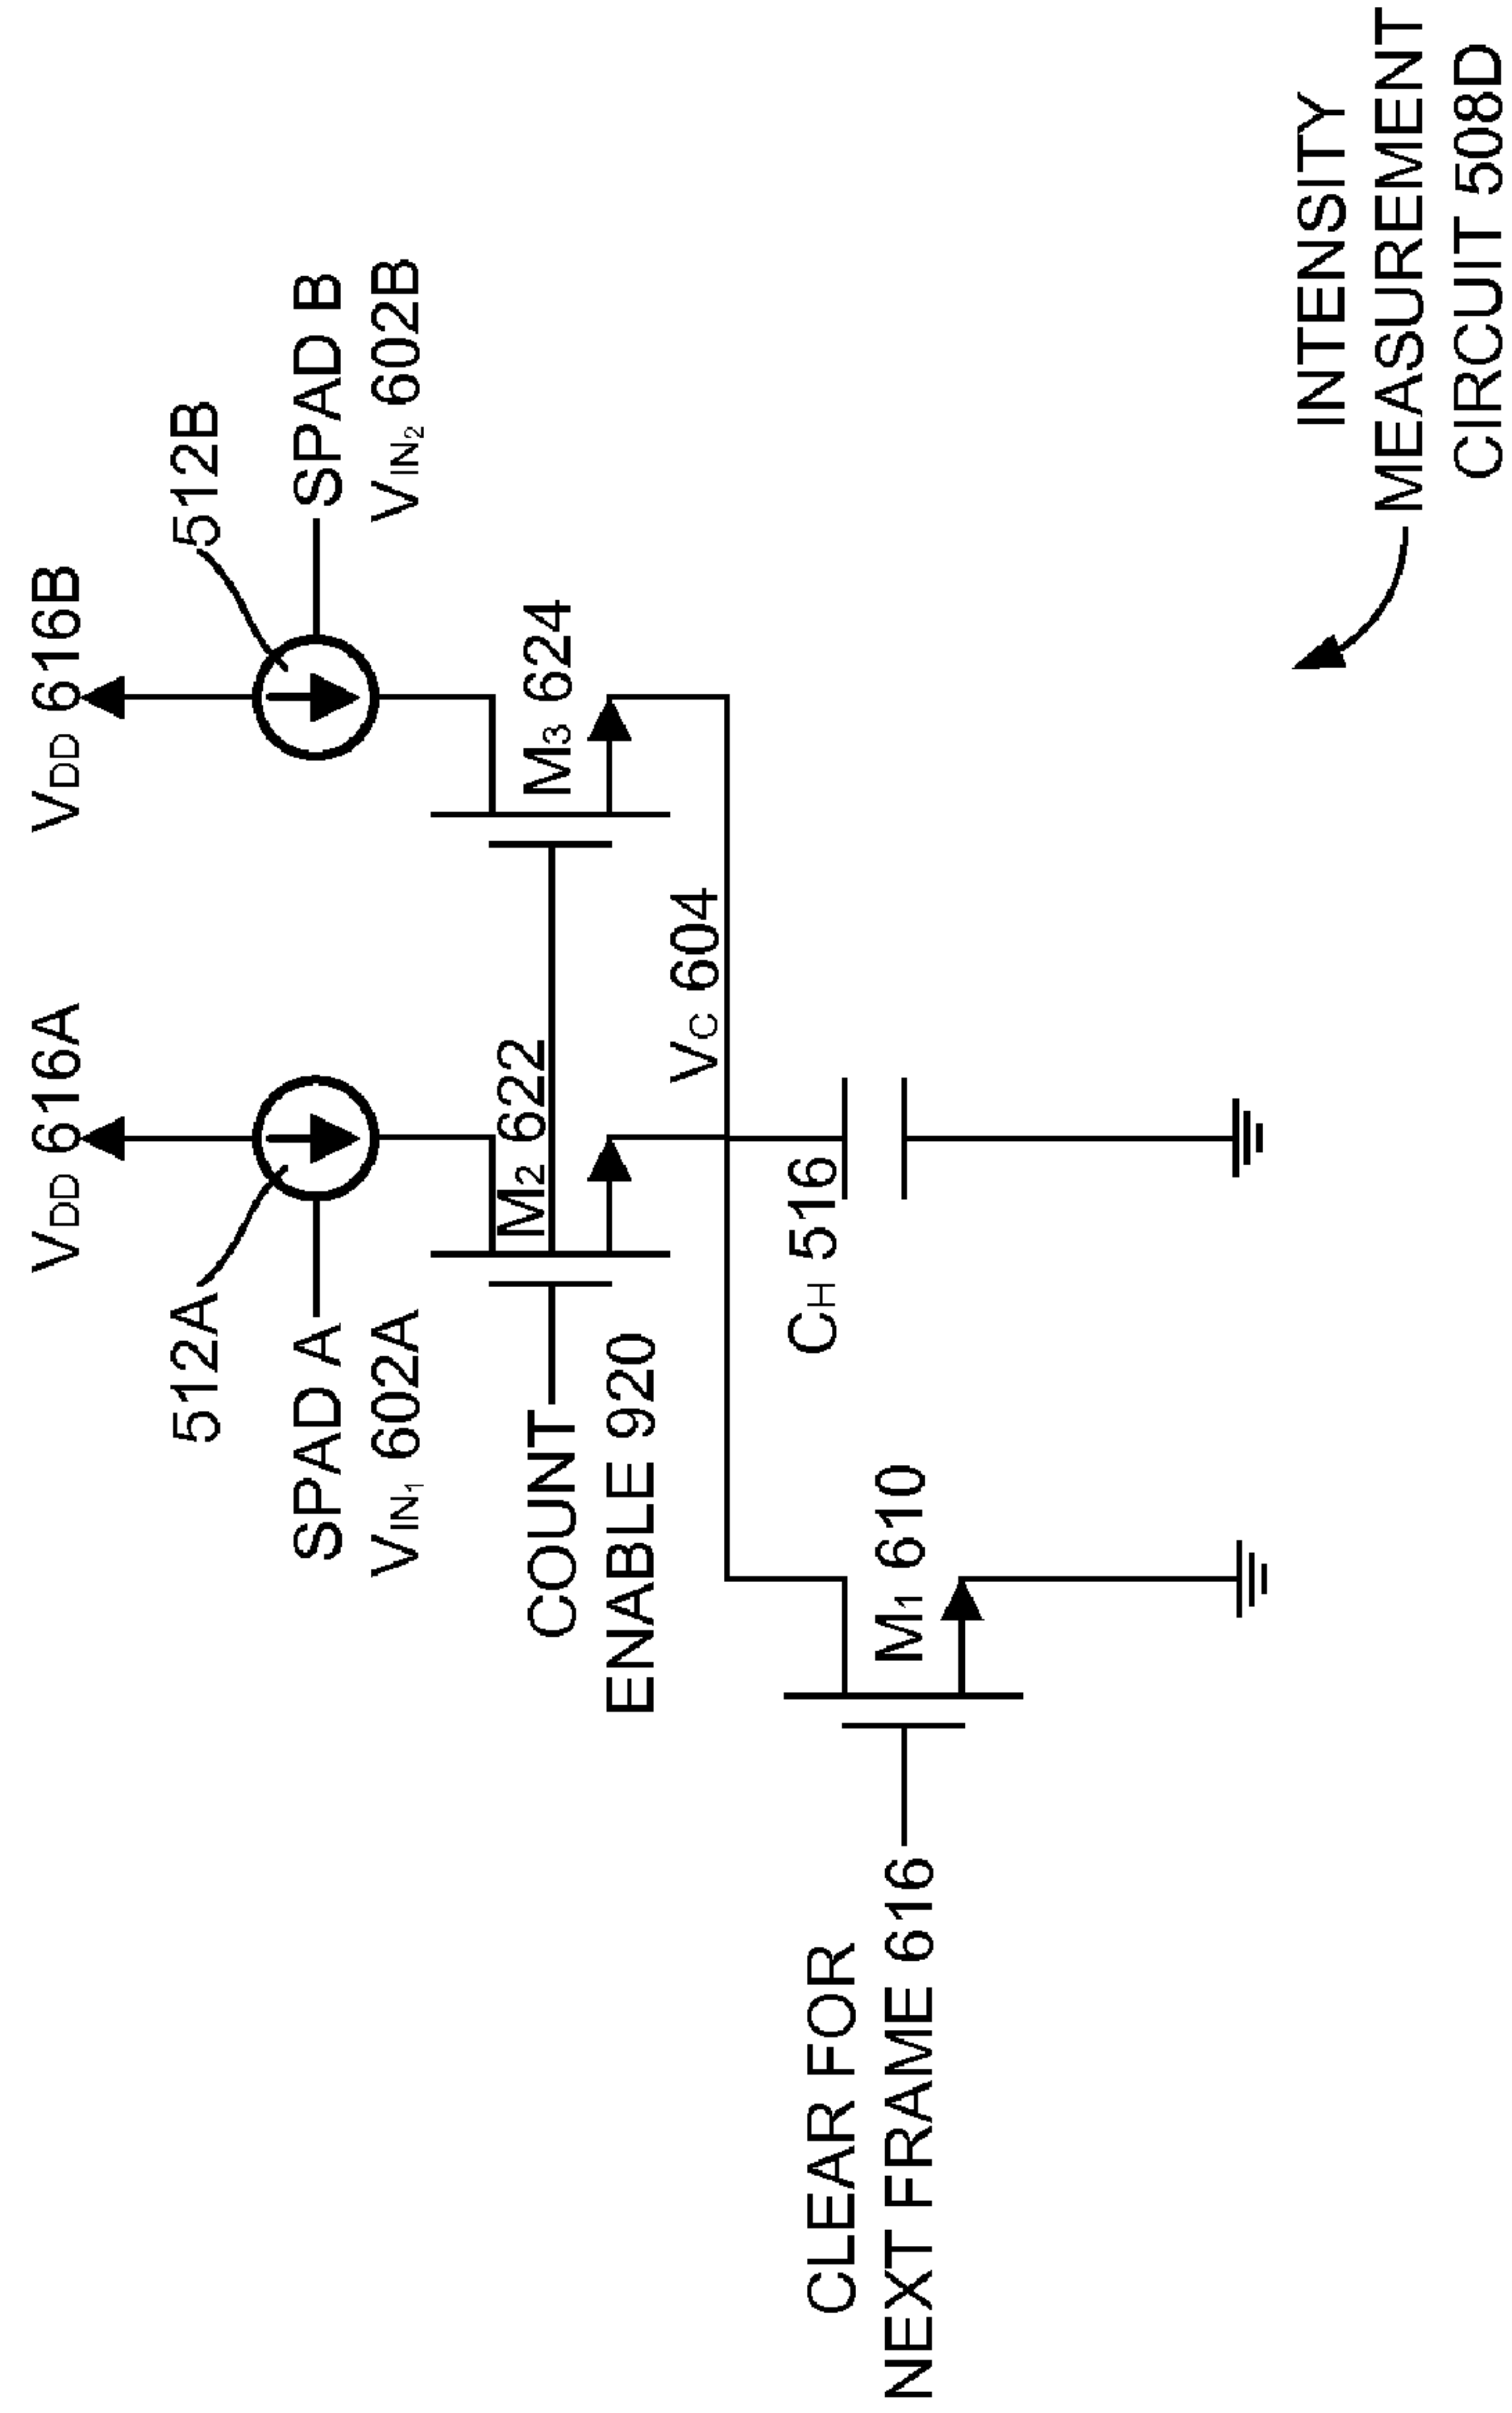 VDD 616A
VDD 616B
512A
512B
SPAD A
VIN1 602A
SPAD B
VIN2 602B
COUNT
ENABLE 920
M2 622
M3 624
VC 604
CH 516
CLEAR FOR
NEXT FRAME 616
M1 610
INTENSITY
MEASUREMENT
CIRCUIT 508D